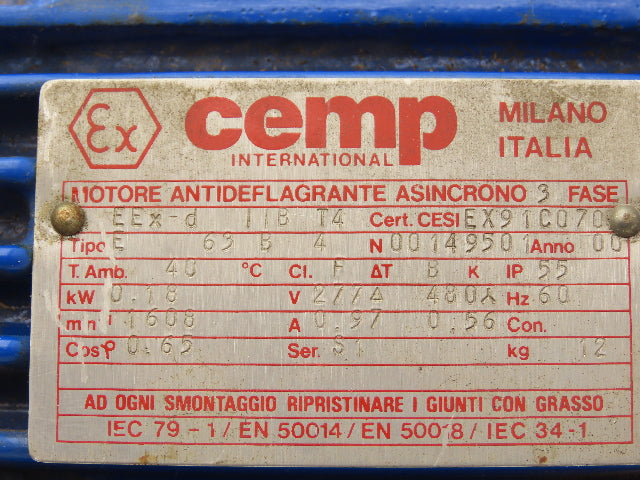 Ex cemp MILANO
INTERNATIONAL ITALIA
MOTORE ANTIDEFLAGRANTE ASINCRONO 3 FASE
EEx-d IIB T4 Cert. CESI EX91C070
Tipo E 63 B 4 N 00149501 Anno 00
T. Amb. 40 °C Cl. F ΔT B K IP 55
kW 0.18 V 277Δ 480Y Hz 60
min⁻¹ 1608 A 0.97 0.56 Con.
Cosφ 0.65 Ser. S1 kg 12
AD OGNI SMONTAGGIO RIPRISTINARE I GIUNTI CON GRASSO
IEC 79-1/EN 50014/EN 50018/IEC 34-1